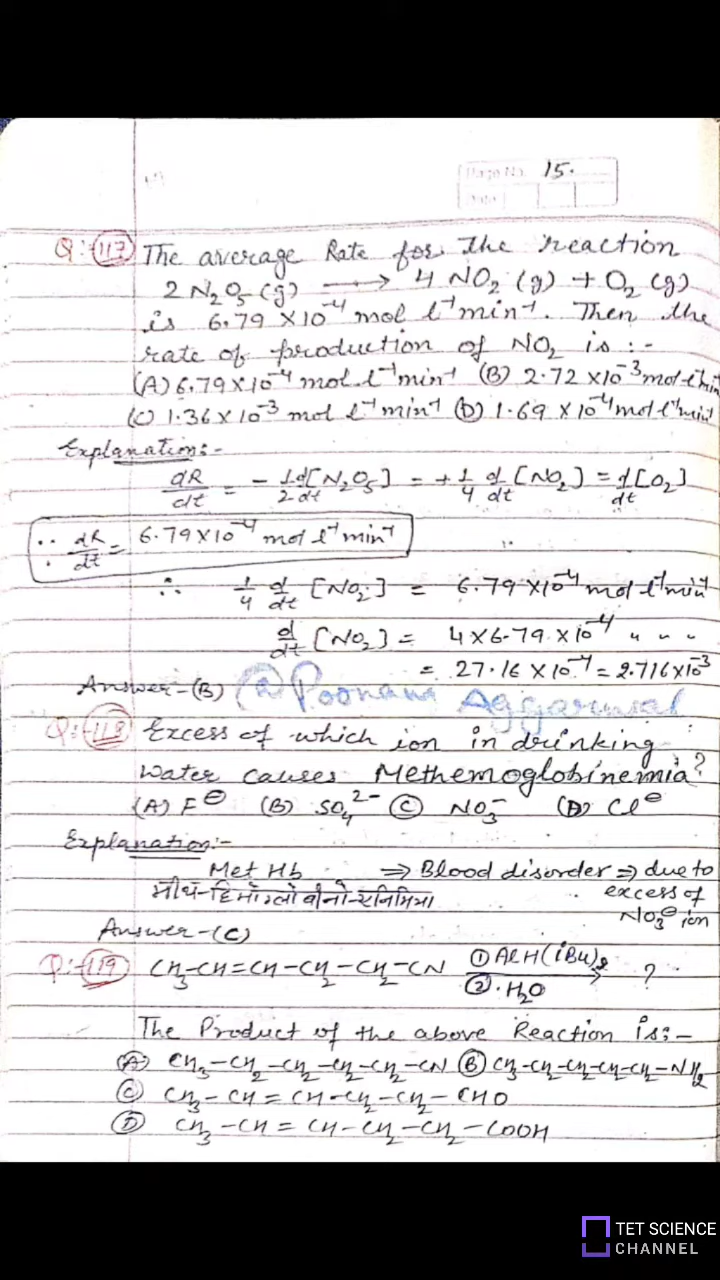 Page No. 15.
Date
Q:-117 The average Rate for the reaction
2 N₂O₅ (g) ⟶ 4 NO₂ (g) + O₂ (g)
is 6.79 × 10⁻⁴ mol l⁻¹ min⁻¹. Then the
rate of production of NO₂ is :-
(A) 6.79×10⁻⁴ mol l⁻¹ min⁻¹ (B) 2.72 ×10⁻³ mol l⁻¹ min⁻¹
(C) 1.36 × 10⁻³ mol l⁻¹ min⁻¹ (D) 1.69 × 10⁻⁴ mol l⁻¹ min⁻¹
Explanation:-
dR/dt = - 1/2 d/dt [N₂O₅] = + 1/4 d/dt [NO₂] = d/dt [O₂]
∵ dR/dt = 6.79×10⁻⁴ mol l⁻¹ min⁻¹
∴ 1/4 d/dt [NO₂] = 6.79 ×10⁻⁴ mol l⁻¹ min⁻¹
d/dt [NO₂] = 4×6.79×10⁻⁴ " " "
= 27.16 × 10⁻⁴ = 2.716×10⁻³
Answer-(B) @Poonam Aggarwal
Q:-118 Excess of which ion in drinking
water causes Methemoglobinemia?
(A) F⊖ (B) SO₄²⁻ (C) NO₃⁻ (D) Cl⊖
Explanation:-
Met Hb ⇒ Blood disorder ⇒ due to
मीथ-हिमोग्लोबीनो-एनिमिया excess of
NO₃⊖ ion
Answer-(C)
Q:-119 CH₃-CH=CH-CH₂-CH₂-CN ① AlH(iBu)₂ ② H₂O ⟶ ?
The Product of the above Reaction is:-
(A) CH₃-CH₂-CH₂-CH₂-CH₂-CN (B) CH₃-CH₂-CH₂-CH₂-CH₂-NH₂
(C) CH₃-CH=CH-CH₂-CH₂-CHO
(D) CH₃-CH=CH-CH₂-CH₂-COOH
TET SCIENCE
CHANNEL